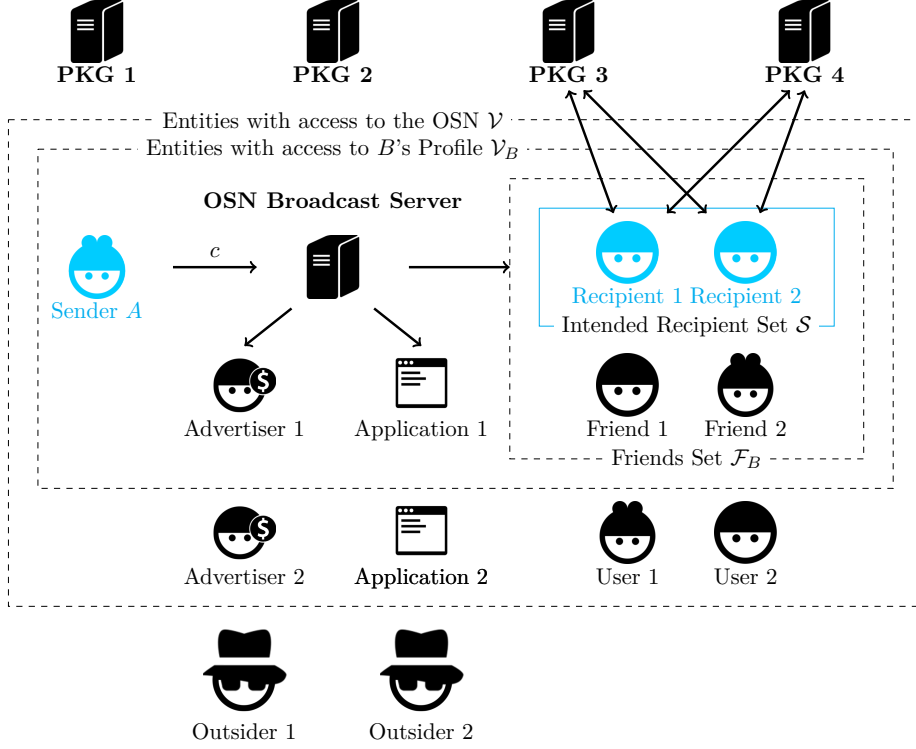 PKG 1 PKG 2 PKG 3 PKG 4
Entities with access to the OSN 𝒱
Entities with access to B's Profile 𝒱_B
OSN Broadcast Server
c
Sender A
Recipient 1 Recipient 2
Intended Recipient Set 𝒮
$
Advertiser 1 Application 1 Friend 1 Friend 2
Friends Set ℱ_B
$
Advertiser 2 Application 2 User 1 User 2
Outsider 1 Outsider 2